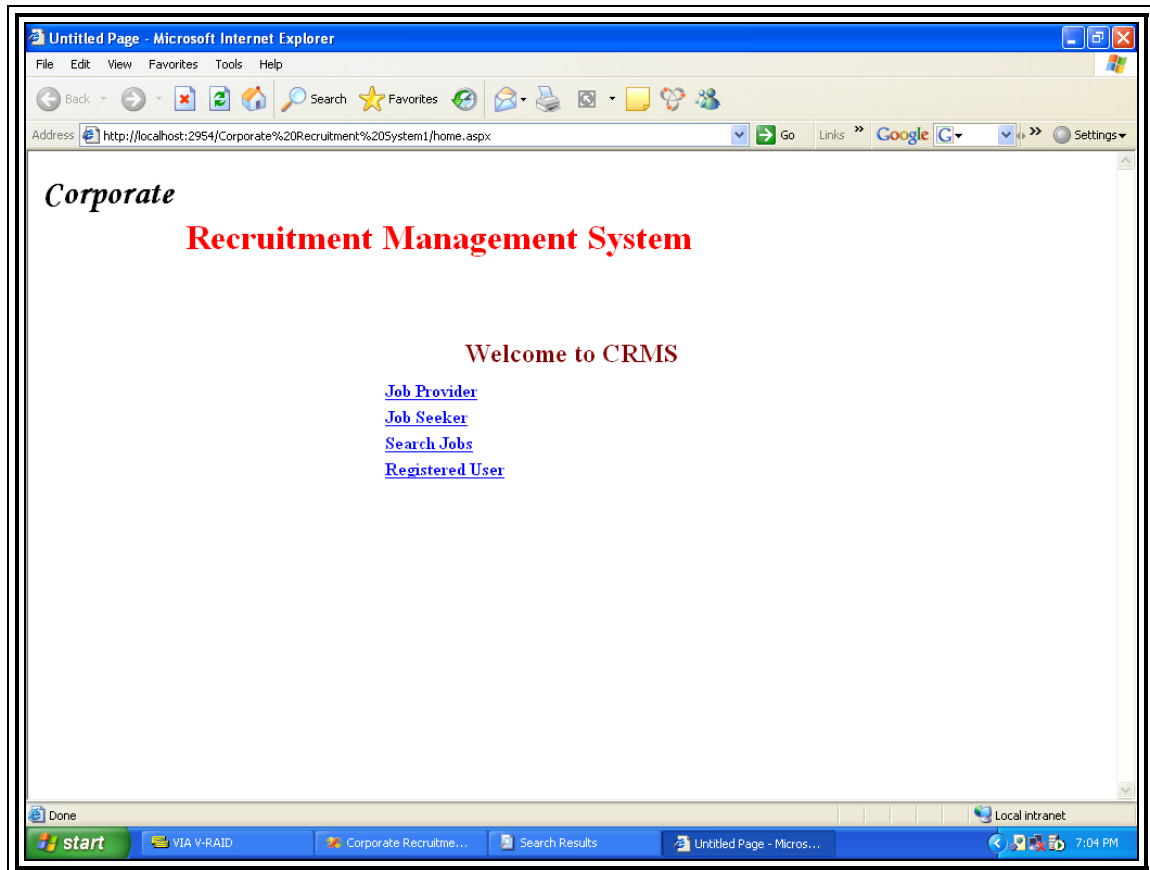 Untitled Page - Microsoft Internet Explorer
File Edit View Favorites Tools Help
Back Search Favorites
Address http://localhost:2954/Corporate%20Recruitment%20System1/home.aspx Go Links » Google G » Settings
Corporate
Recruitment Management System
Welcome to CRMS
Job Provider
Job Seeker
Search Jobs
Registered User
Done Local intranet
start VIA V-RAID Corporate Recruitme... Search Results Untitled Page - Micros... 7:04 PM